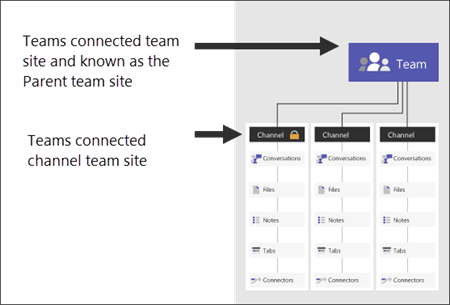 Teams connected team
site and known as the
Parent team site
Team
Teams connected
channel team site
Channel
Conversations
Files
Notes
Tabs
Connectors
Channel
Conversations
Files
Notes
Tabs
Connectors
Channel
Conversations
Files
Notes
Tabs
Connectors